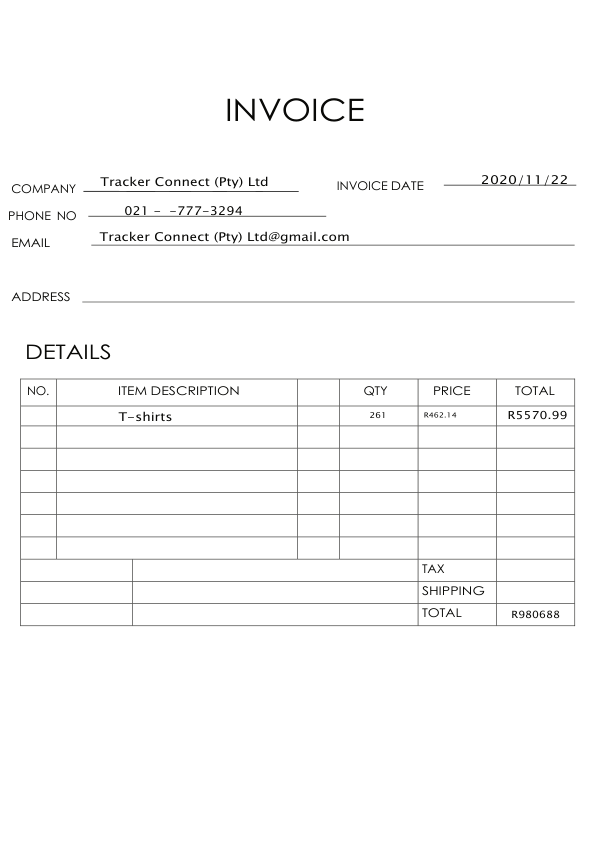 INVOICE
COMPANY Tracker Connect (Pty) Ltd INVOICE DATE 2020/11/22
PHONE NO 021 - -777-3294
EMAIL Tracker Connect (Pty) Ltd@gmail.com
ADDRESS
DETAILS
NO. ITEM DESCRIPTION QTY PRICE TOTAL
T-shirts 261 R462.14 R5570.99
TAX
SHIPPING
TOTAL R980688